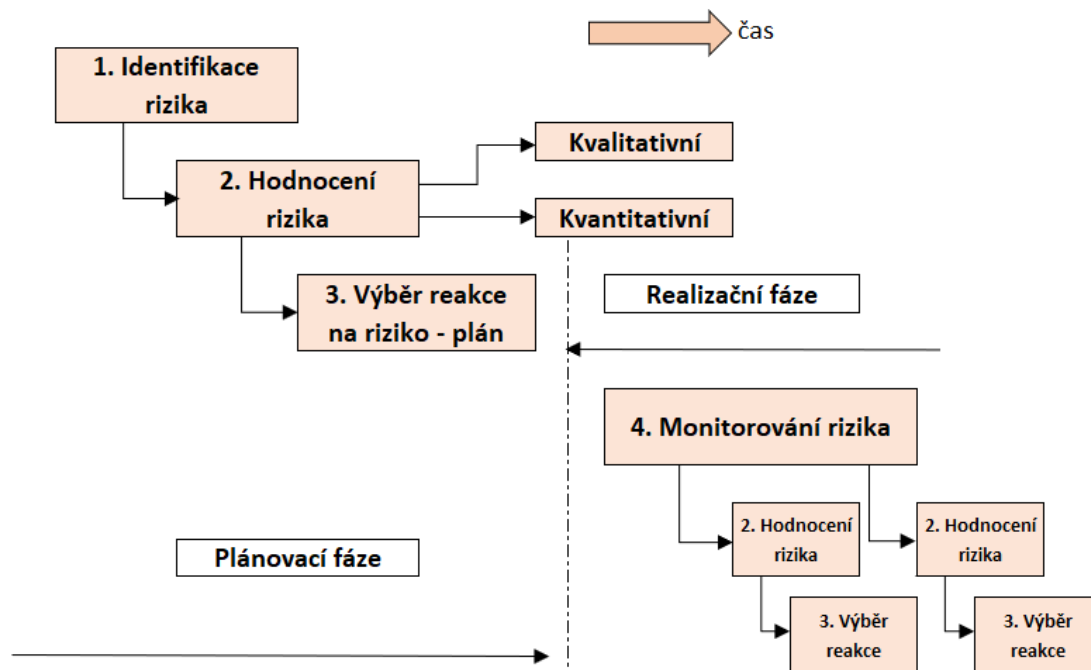 čas
1. Identifikace
rizika
2. Hodnocení
rizika
Kvalitativní
Kvantitativní
3. Výběr reakce
na riziko - plán
Realizační fáze
4. Monitorování rizika
2. Hodnocení
rizika
2. Hodnocení
rizika
Plánovací fáze
3. Výběr
reakce
3. Výběr
reakce